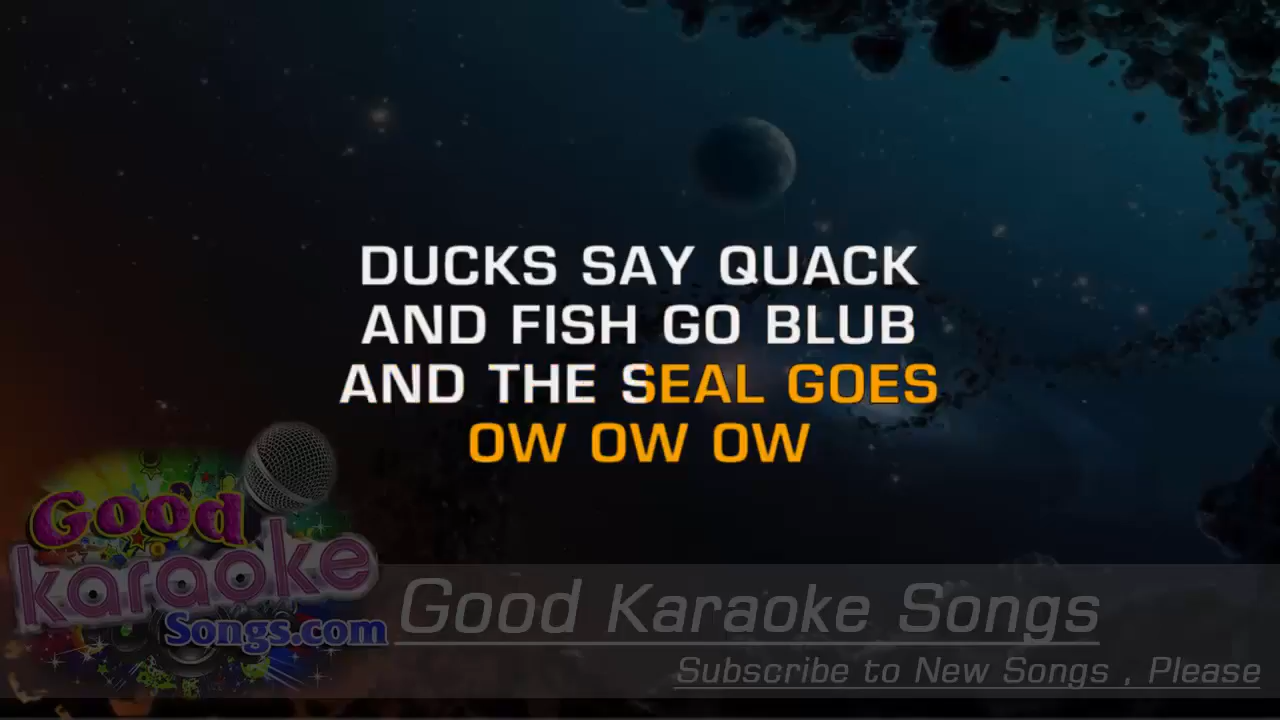 DUCKS SAY QUACK
AND FISH GO BLUB
AND THE SEAL GOES
OW OW OW
Good
karaoke
Songs.com
Good Karaoke Songs
Subscribe to New Songs , Please